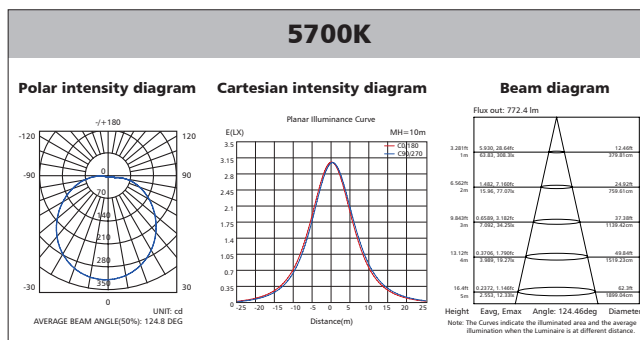 5700K
Polar intensity diagram
Cartesian intensity diagram
Beam diagram
-/+180
-120
120
-90
90
0
70
140
210
280
350
-30
30
0
UNIT: cd
AVERAGE BEAM ANGLE(50%): 124.8 DEG
Planar Illuminance Curve
E(LX)
MH=10m
C0/180
C90/270
3.5
3.15
2.8
2.45
2.1
1.75
1.4
1.05
0.7
0.35
0
-25 -20 -15 -10 -5 0 5 10 15 20 25
Distance(m)
Flux out: 772.4 lm
3.281ft 5.930, 28.64fc 12.46ft
1m 63.83, 308.3lx 379.81cm
6.562ft 1.482, 7.160fc 24.92ft
2m 15.96, 77.07lx 759.61cm
9.843ft 0.6589, 3.182fc 37.38ft
3m 7.092, 34.25lx 1139.42cm
13.12ft 0.3706, 1.790fc 49.84ft
4m 3.989, 19.27lx 1519.23cm
16.4ft 0.2372, 1.146fc 62.3ft
5m 2.553, 12.33lx 1899.04cm
Height Eavg, Emax Angle: 124.46deg Diameter
Note: The Curves indicate the illuminated area and the average
illumination when the Luminaire is at different distance.